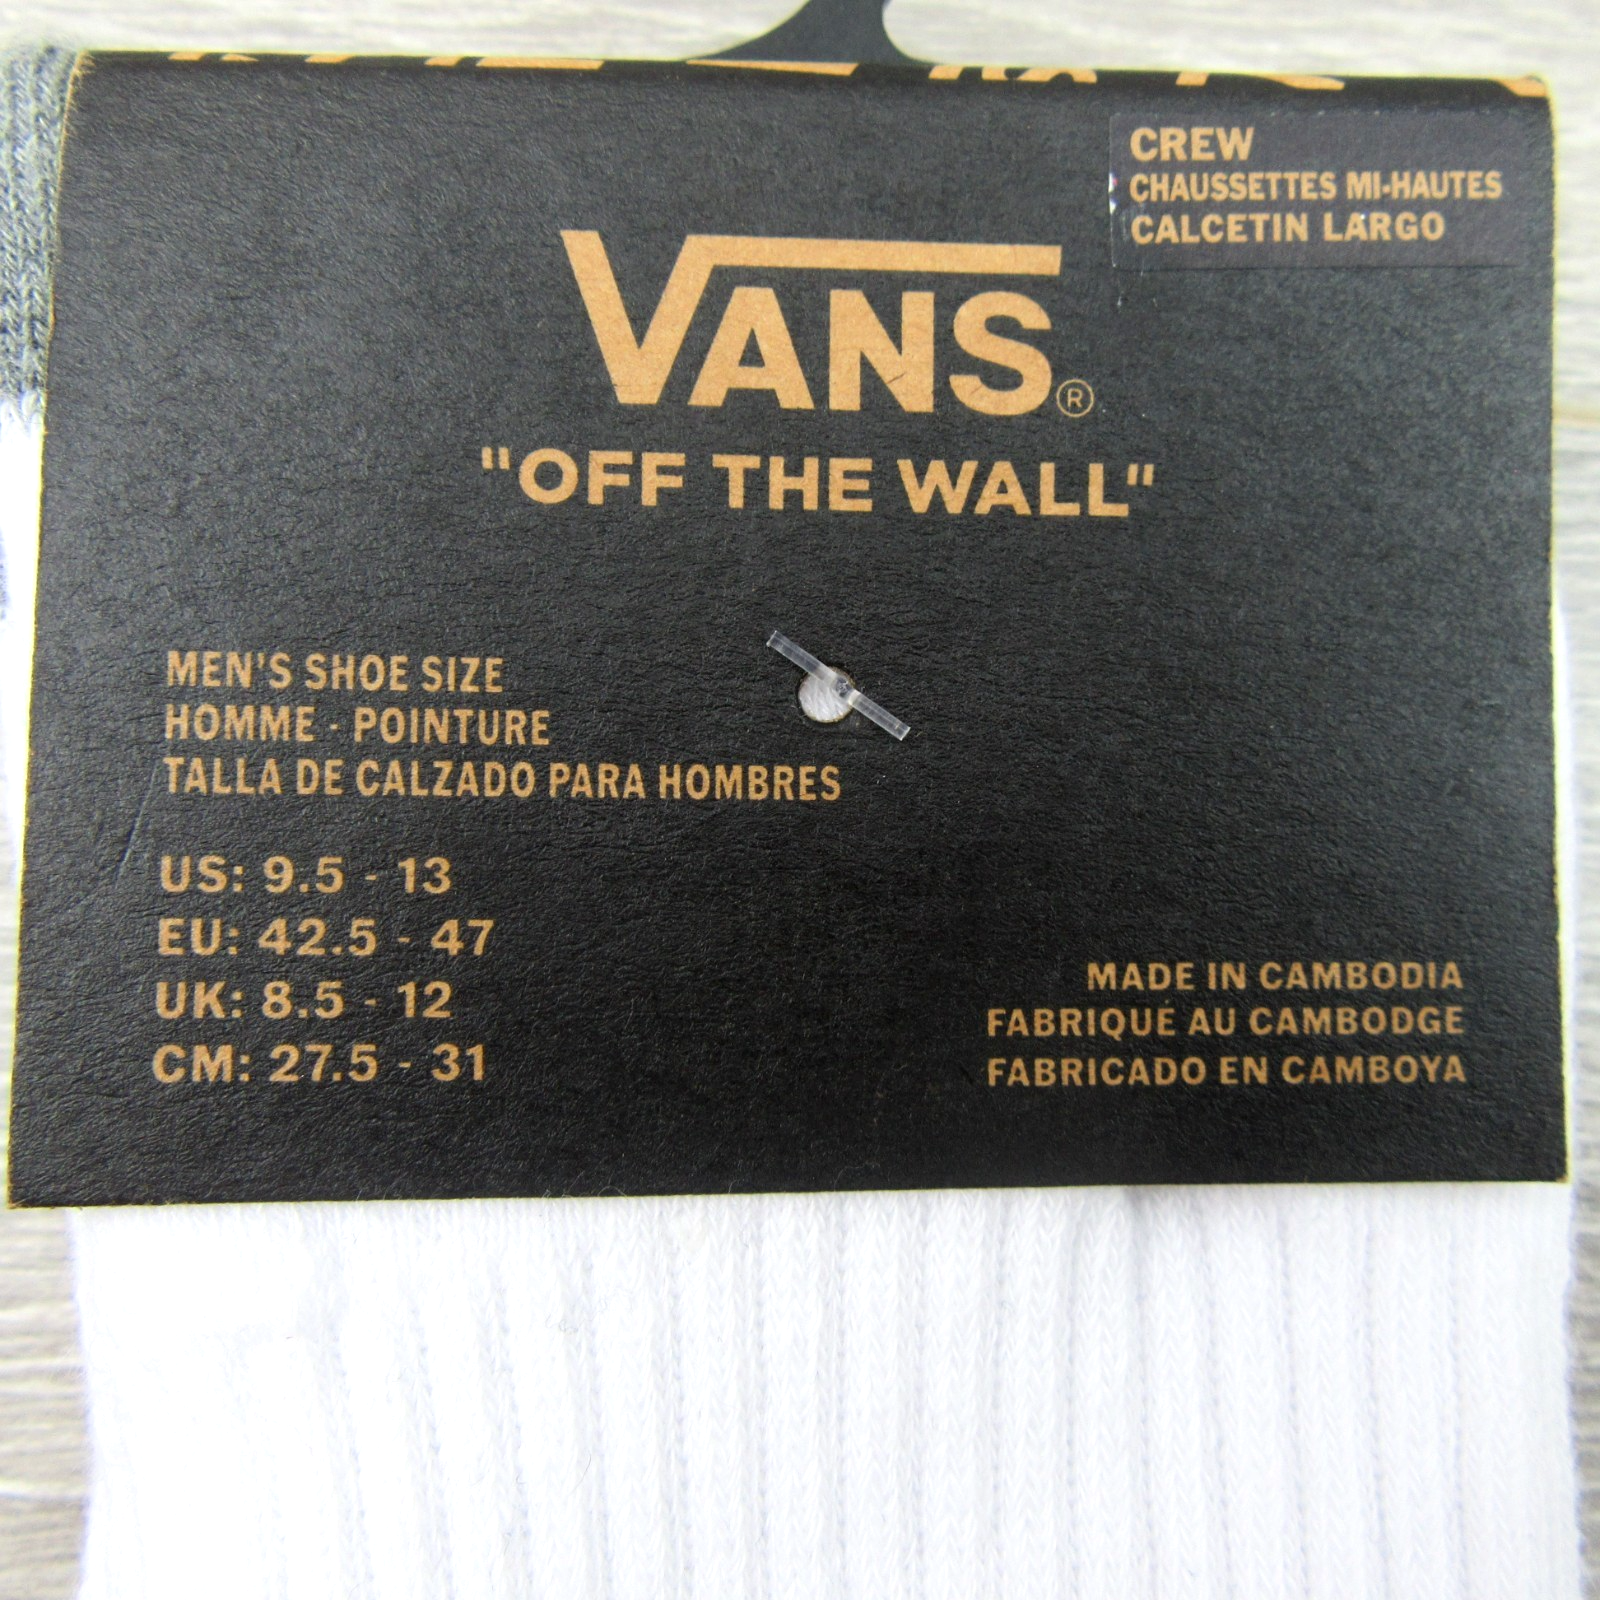 CREW
CHAUSSETTES MI-HAUTES
CALCETIN LARGO
VANS®
"OFF THE WALL"
MEN'S SHOE SIZE
HOMME - POINTURE
TALLA DE CALZADO PARA HOMBRES
US: 9.5 - 13
EU: 42.5 - 47
UK: 8.5 - 12
CM: 27.5 - 31
MADE IN CAMBODIA
FABRIQUÉ AU CAMBODGE
FABRICADO EN CAMBOYA